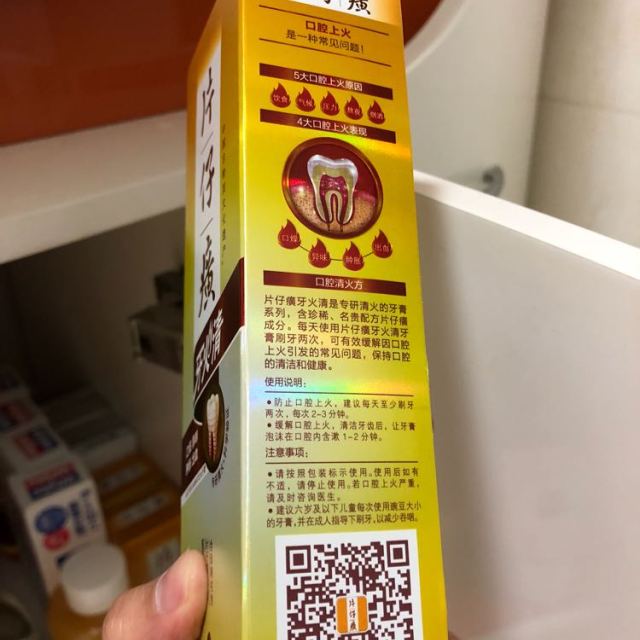 癀
口腔上火
是一种常见问题！
5大口腔上火原因
饮食 气候 压力 熬夜 烟酒
4大口腔上火表现
口燥 异味 肿胀 出血
口腔清火方
片仔癀牙火清是专研清火的牙膏
系列，含珍稀、名贵配方片仔癀
成分。每天使用片仔癀牙火清牙
膏刷牙两次，可有效缓解因口腔
上火引发的常见问题，保持口腔
的清洁和健康。
使用说明：
● 防止口腔上火，建议每天至少刷牙
两次，每次2-3分钟。
● 缓解口腔上火，清洁牙齿后，让牙膏
泡沫在口腔内含漱1-2分钟。
注意事项：
● 请按照包装标示使用。使用后如有
不适，请停止使用。若口腔上火严重，
请及时咨询医生。
● 建议六岁及以下儿童每次使用豌豆大小
的牙膏，并在成人指导下刷牙，以减少吞咽。
片仔癀
片仔癀
牙火清